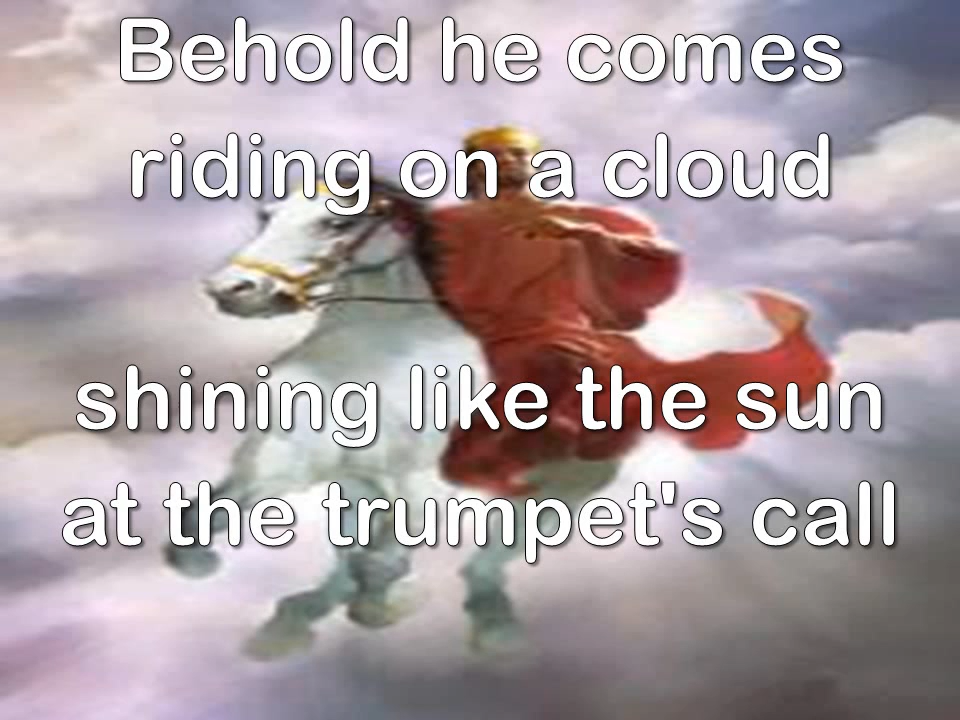 Behold he comes
riding on a cloud
shining like the sun
at the trumpet's call